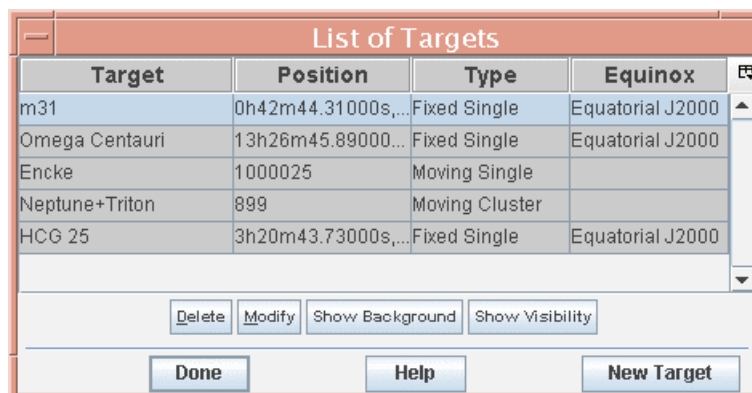 List of Targets
Target Position Type Equinox
m31 0h42m44.31000s,... Fixed Single Equatorial J2000
Omega Centauri 13h26m45.89000... Fixed Single Equatorial J2000
Encke 1000025 Moving Single
Neptune+Triton 899 Moving Cluster
HCG 25 3h20m43.73000s,... Fixed Single Equatorial J2000
Delete Modify Show Background Show Visibility
Done Help New Target